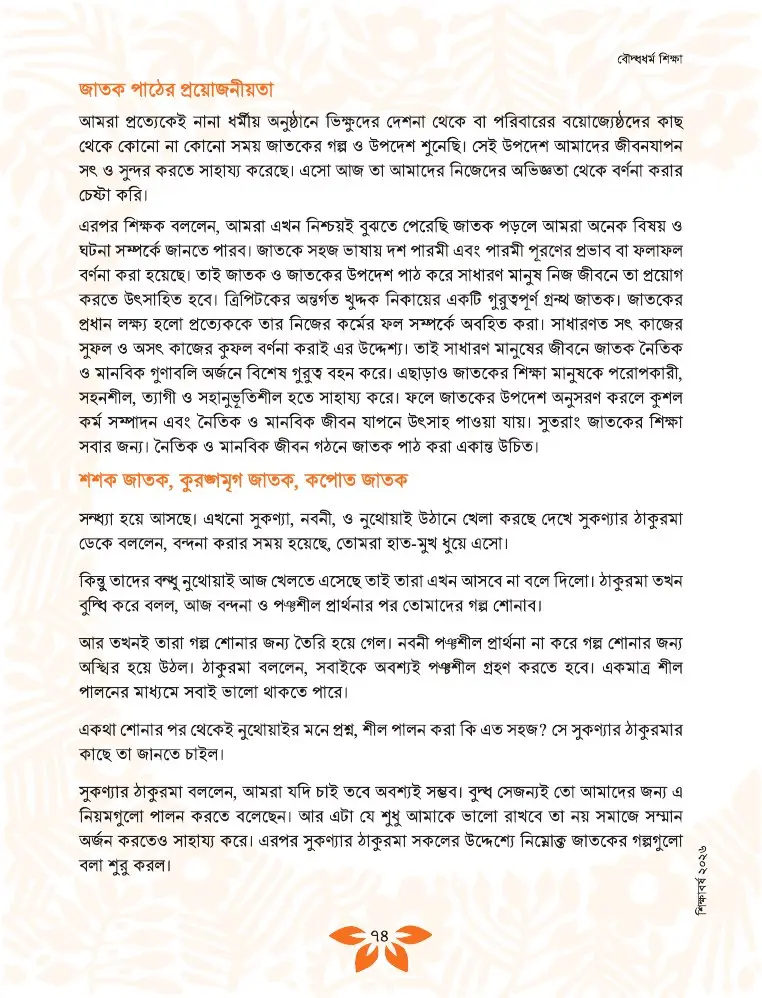 বৌদ্ধধর্ম শিক্ষা
জাতক পাঠের প্রয়োজনীয়তা
আমরা প্রত্যেকেই নানা ধর্মীয় অনুষ্ঠানে ভিক্ষুদের দেশনা থেকে বা পরিবারের বয়োজ্যেষ্ঠদের কাছ
থেকে কোনো না কোনো সময় জাতকের গল্প ও উপদেশ শুনেছি। সেই উপদেশ আমাদের জীবনযাপন
সৎ ও সুন্দর করতে সাহায্য করেছে। এসো আজ তা আমাদের নিজেদের অভিজ্ঞতা থেকে বর্ণনা করার
চেষ্টা করি।
এরপর শিক্ষক বললেন, আমরা এখন নিশ্চয়ই বুঝতে পেরেছি জাতক পড়লে আমরা অনেক বিষয় ও
ঘটনা সম্পর্কে জানতে পারব। জাতকে সহজ ভাষায় দশ পারমী এবং পারমী পূরণের প্রভাব বা ফলাফল
বর্ণনা করা হয়েছে। তাই জাতক ও জাতকের উপদেশ পাঠ করে সাধারণ মানুষ নিজ জীবনে তা প্রয়োগ
করতে উৎসাহিত হবে। ত্রিপিটকের অন্তর্গত খুদ্দক নিকায়ের একটি গুরুত্বপূর্ণ গ্রন্থ জাতক। জাতকের
প্রধান লক্ষ্য হলো প্রত্যেককে তার নিজের কর্মের ফল সম্পর্কে অবহিত করা। সাধারণত সৎ কাজের
সুফল ও অসৎ কাজের কুফল বর্ণনা করাই এর উদ্দেশ্য। তাই সাধারণ মানুষের জীবনে জাতক নৈতিক
ও মানবিক গুণাবলি অর্জনে বিশেষ গুরুত্ব বহন করে। এছাড়াও জাতকের শিক্ষা মানুষকে পরোপকারী,
সহনশীল, ত্যাগী ও সহানুভূতিশীল হতে সাহায্য করে। ফলে জাতকের উপদেশ অনুসরণ করলে কুশল
কর্ম সম্পাদন এবং নৈতিক ও মানবিক জীবন যাপনে উৎসাহ পাওয়া যায়। সুতরাং জাতকের শিক্ষা
সবার জন্য। নৈতিক ও মানবিক জীবন গঠনে জাতক পাঠ করা একান্ত উচিত।
শশক জাতক, কুরঙ্গমৃগ জাতক, কপোত জাতক
সন্ধ্যা হয়ে আসছে। এখনো সুকণ্যা, নবনী, ও নুথোয়াই উঠানে খেলা করছে দেখে সুকণ্যার ঠাকুরমা
ডেকে বললেন, বন্দনা করার সময় হয়েছে, তোমরা হাত-মুখ ধুয়ে এসো।
কিন্তু তাদের বন্ধু নুথোয়াই আজ খেলতে এসেছে তাই তারা এখন আসবে না বলে দিলো। ঠাকুরমা তখন
বুদ্ধি করে বলল, আজ বন্দনা ও পঞ্চশীল প্রার্থনার পর তোমাদের গল্প শোনাব।
আর তখনই তারা গল্প শোনার জন্য তৈরি হয়ে গেল। নবনী পঞ্চশীল প্রার্থনা না করে গল্প শোনার জন্য
অস্থির হয়ে উঠল। ঠাকুরমা বললেন, সবাইকে অবশ্যই পঞ্চশীল গ্রহণ করতে হবে। একমাত্র শীল
পালনের মাধ্যমে সবাই ভালো থাকতে পারে।
একথা শোনার পর থেকেই নুথোয়াইর মনে প্রশ্ন, শীল পালন করা কি এত সহজ? সে সুকণ্যার ঠাকুরমার
কাছে তা জানতে চাইল।
সুকণ্যার ঠাকুরমা বললেন, আমরা যদি চাই তবে অবশ্যই সম্ভব। বুদ্ধ সেজন্যই তো আমাদের জন্য এ
নিয়মগুলো পালন করতে বলেছেন। আর এটা যে শুধু আমাকে ভালো রাখবে তা নয় সমাজে সম্মান
অর্জন করতেও সাহায্য করে। এরপর সুকণ্যার ঠাকুরমা সকলের উদ্দেশ্যে নিম্নোক্ত জাতকের গল্পগুলো
বলা শুরু করল।
শিক্ষাবর্ষ ২০২৬
৭৪